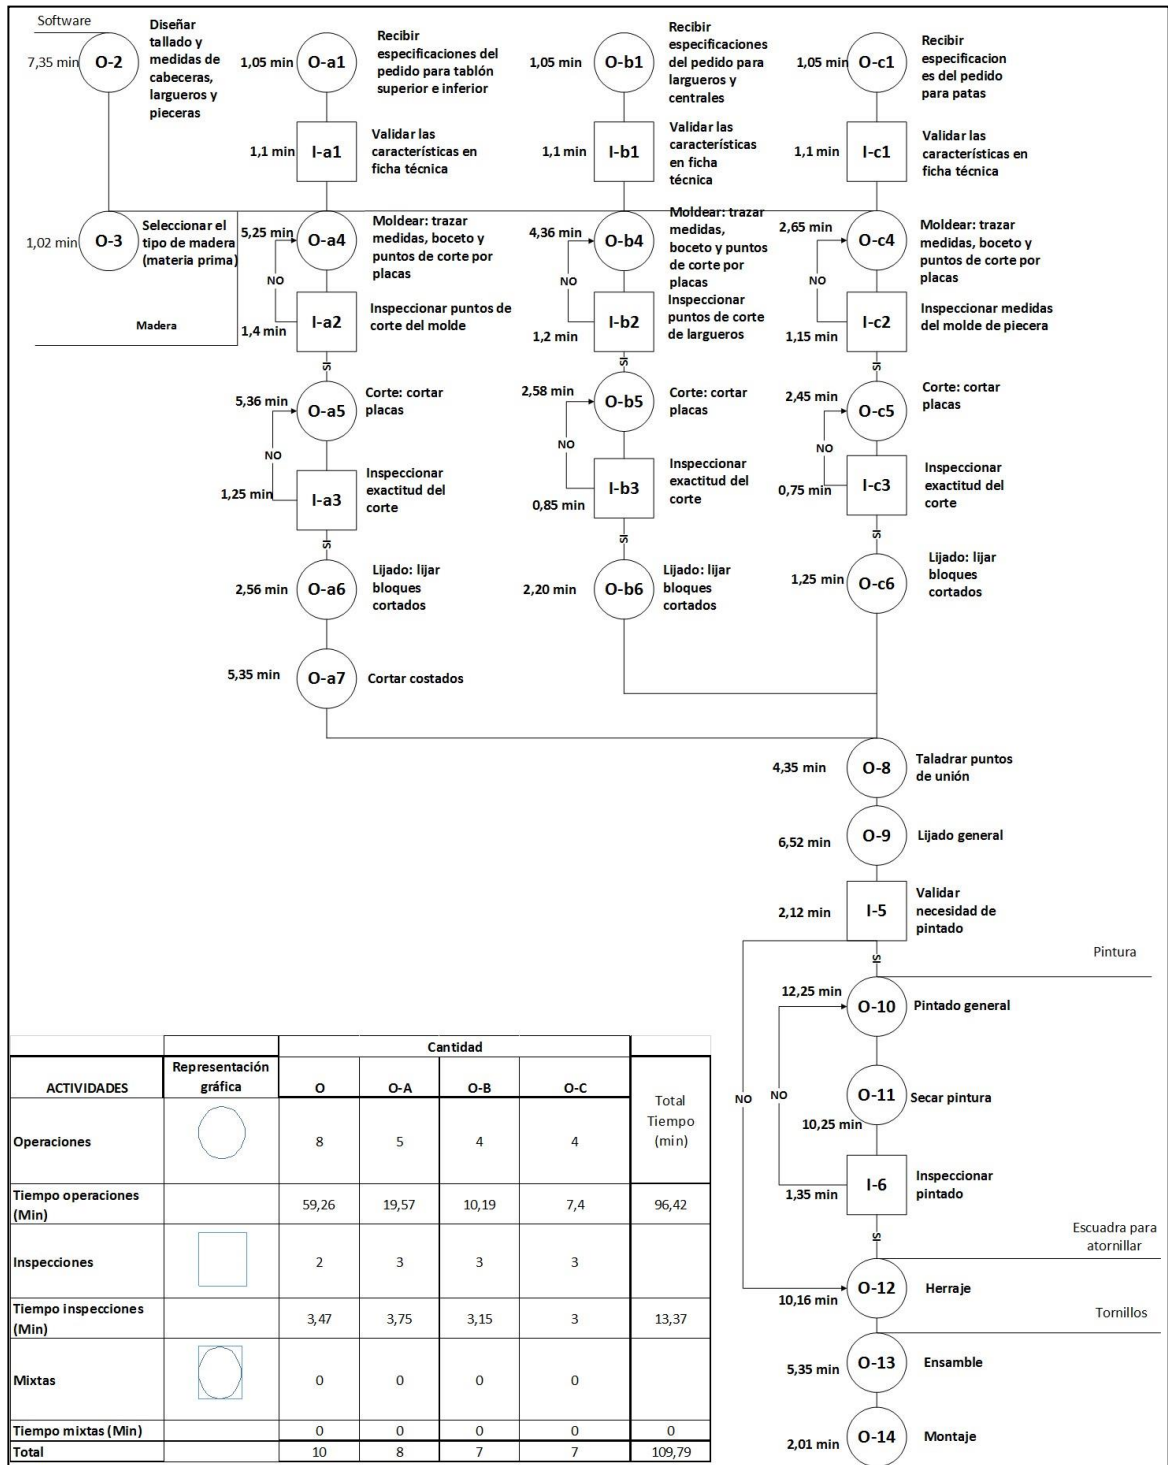 Software
7,35 min
O-2
Diseñar
tallado y
medidas de
cabeceras,
largueros y
pieceras
1,05 min
O-a1
Recibir
especificaciones del
pedido para tablón
superior e inferior
1,05 min
O-b1
Recibir
especificaciones
del pedido para
largueros y
centrales
1,05 min
O-c1
Recibir
especificacion
es del pedido
para patas
1,1 min
I-a1
Validar las
características en
ficha técnica
1,1 min
I-b1
Validar las
características
en ficha
técnica
1,1 min
I-c1
Validar las
características en
ficha técnica
1,02 min
O-3
Seleccionar el
tipo de madera
(materia prima)
Madera
5,25 min
O-a4
Moldear: trazar
medidas, boceto y
puntos de corte por
placas
NO
4,36 min
O-b4
Moldear: trazar
medidas,
boceto y puntos
de corte por
placas
NO
2,65 min
O-c4
Moldear: trazar
medidas, boceto y
puntos de corte por
placas
NO
1,4 min
I-a2
Inspeccionar puntos de
corte del molde
SI
1,2 min
I-b2
Inspeccionar
puntos de corte
de largueros
SI
1,15 min
I-c2
Inspeccionar medidas
del molde de piecera
SI
5,36 min
O-a5
Corte: cortar
placas
NO
2,58 min
O-b5
Corte: cortar
placas
NO
2,45 min
O-c5
Corte: cortar
placas
NO
1,25 min
I-a3
Inspeccionar
exactitud del
corte
SI
0,85 min
I-b3
Inspeccionar
exactitud del
corte
SI
0,75 min
I-c3
Inspeccionar
exactitud del
corte
SI
2,56 min
O-a6
Lijado: lijar
bloques
cortados
2,20 min
O-b6
Lijado: lijar
bloques
cortados
1,25 min
O-c6
Lijado: lijar
bloques
cortados
5,35 min
O-a7
Cortar costados
4,35 min
O-8
Taladrar puntos
de unión
6,52 min
O-9
Lijado general
2,12 min
I-5
Validar
necesidad de
pintado
SI
Pintura
12,25 min
O-10
Pintado general
NO
NO
O-11
Secar pintura
10,25 min
I-6
Inspeccionar
pintado
1,35 min
SI
Escuadra para
atornillar
10,16 min
O-12
Herraje
Tornillos
5,35 min
O-13
Ensamble
2,01 min
O-14
Montaje
Cantidad
ACTIVIDADES Representación gráfica O O-A O-B O-C Total Tiempo (min)
Operaciones 8 5 4 4
Tiempo operaciones (Min) 59,26 19,57 10,19 7,4 96,42
Inspecciones 2 3 3 3
Tiempo inspecciones (Min) 3,47 3,75 3,15 3 13,37
Mixtas 0 0 0 0
Tiempo mixtas (Min) 0 0 0 0 0
Total 10 8 7 7 109,79